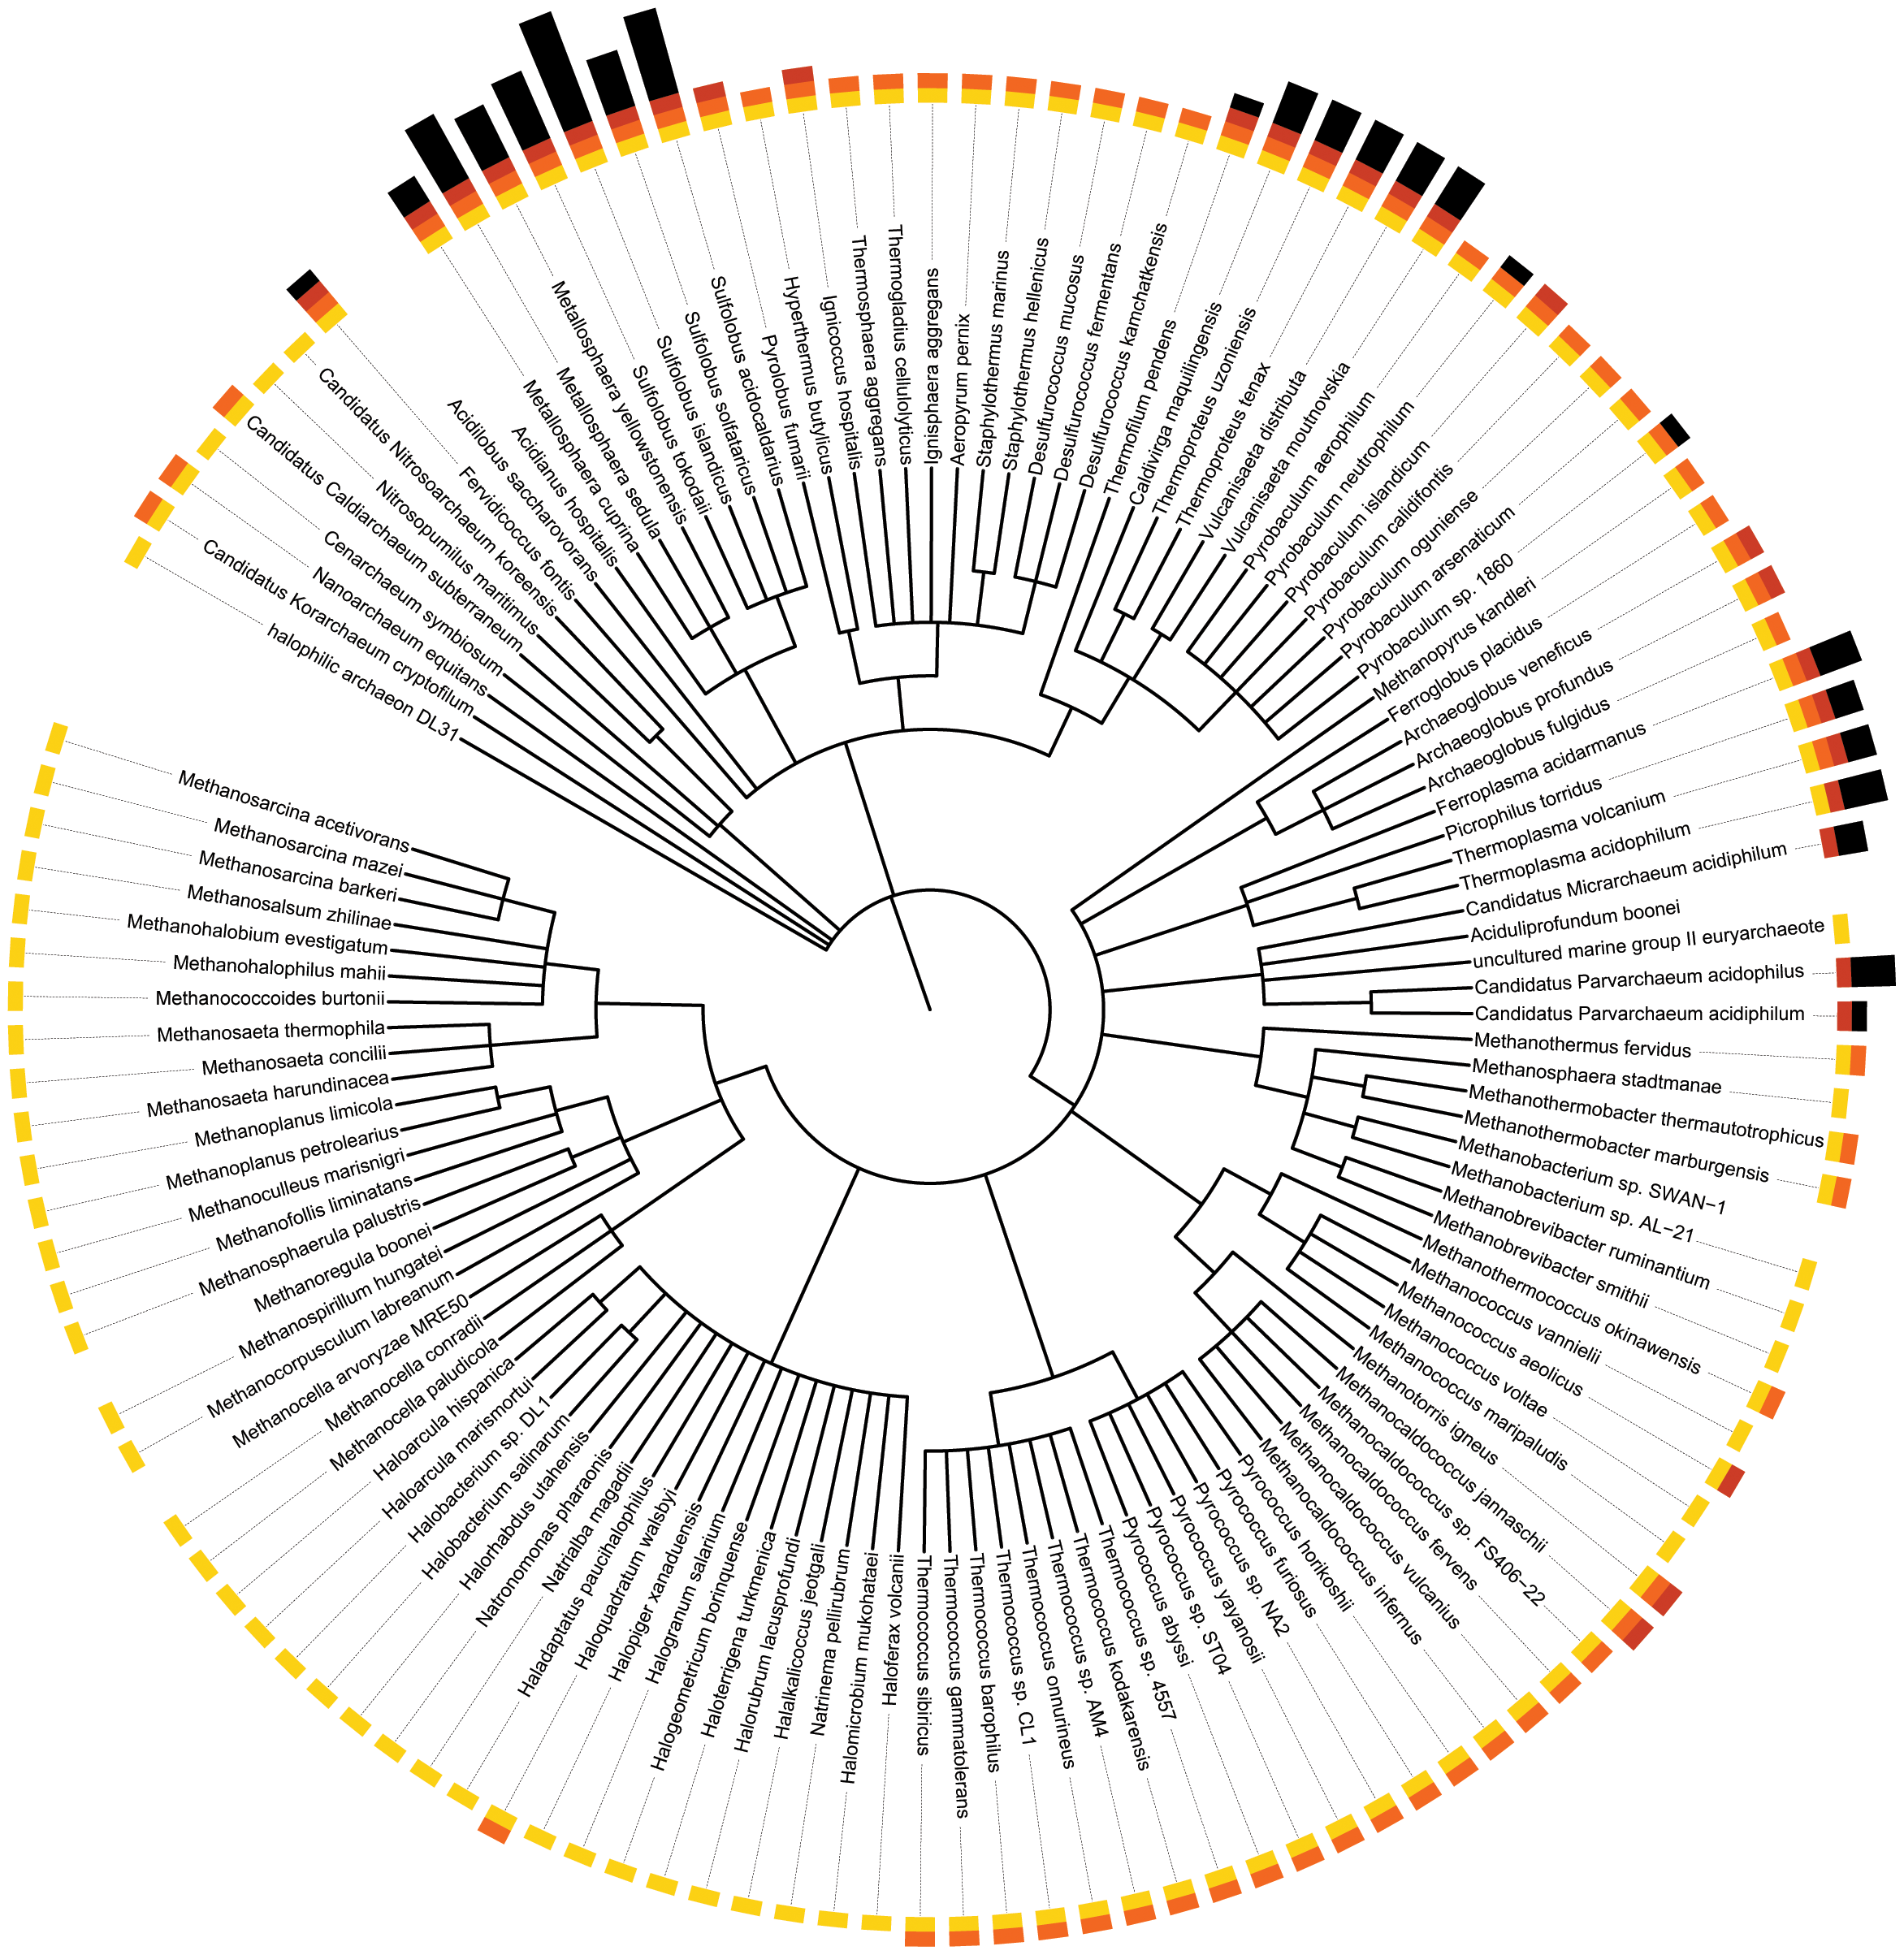 halophilic archaeon DL31
Candidatus Korarchaeum cryptofilum
Nanoarchaeum equitans
Cenarchaeum symbiosum
Candidatus Caldiarchaeum subterraneum
Nitrosopumilus maritimus
Candidatus Nitrosoarchaeum koreensis
Fervidicoccus fontis
Acidilobus saccharovorans
Acidianus hospitalis
Metallosphaera cuprina
Metallosphaera sedula
Metallosphaera yellowstonensis
Sulfolobus tokodaii
Sulfolobus islandicus
Sulfolobus solfataricus
Sulfolobus acidocaldarius
Pyrolobus fumarii
Hyperthermus butylicus
Ignicoccus hospitalis
Thermosphaera aggregans
Thermogladius cellulolyticus
Ignisphaera aggregans
Aeropyrum pernix
Staphylothermus marinus
Staphylothermus hellenicus
Desulfurococcus mucosus
Desulfurococcus fermentans
Desulfurococcus kamchatkensis
Thermofilum pendens
Caldivirga maquilingensis
Thermoproteus uzoniensis
Thermoproteus tenax
Vulcanisaeta distributa
Vulcanisaeta moutnovskia
Pyrobaculum aerophilum
Pyrobaculum neutrophilum
Pyrobaculum islandicum
Pyrobaculum calidifontis
Pyrobaculum oguniense
Pyrobaculum arsenaticum
Pyrobaculum sp. 1860
Methanopyrus kandleri
Ferroglobus placidus
Archaeoglobus veneficus
Archaeoglobus profundus
Archaeoglobus fulgidus
Ferroplasma acidarmanus
Picrophilus torridus
Thermoplasma volcanium
Thermoplasma acidophilum
Candidatus Micrarchaeum acidiphilum
Aciduliprofundum boonei
uncultured marine group II euryarchaeote
Candidatus Parvarchaeum acidophilus
Candidatus Parvarchaeum acidiphilum
Methanothermus fervidus
Methanosphaera stadtmanae
Methanothermobacter thermautotrophicus
Methanothermobacter marburgensis
Methanobacterium sp. SWAN−1
Methanobacterium sp. AL−21
Methanobrevibacter ruminantium
Methanobrevibacter smithii
Methanothermococcus okinawensis
Methanococcus vannielii
Methanococcus aeolicus
Methanococcus voltae
Methanococcus maripaludis
Methanotorris igneus
Methanocaldococcus jannaschii
Methanocaldococcus sp. FS406−22
Methanocaldococcus fervens
Methanocaldococcus vulcanius
Methanocaldococcus infernus
Pyrococcus horikoshii
Pyrococcus furiosus
Pyrococcus sp. NA2
Pyrococcus yayanosii
Pyrococcus sp. ST04
Pyrococcus abyssi
Thermococcus sp. 4557
Thermococcus kodakarensis
Thermococcus sp. AM4
Thermococcus onnurineus
Thermococcus sp. CL1
Thermococcus barophilus
Thermococcus gammatolerans
Thermococcus sibiricus
Haloferax volcanii
Halomicrobium mukohataei
Natrinema pellirubrum
Halalkalicoccus jeotgali
Halorubrum lacusprofundi
Haloterrigena turkmenica
Halogeometricum borinquense
Halogranum salarium
Halopiger xanaduensis
Haloquadratum walsbyi
Haladaptatus paucihalophilus
Natrialba magadii
Natronomonas pharaonis
Halorhabdus utahensis
Halobacterium salinarum
Halobacterium sp. DL1
Haloarcula marismortui
Haloarcula hispanica
Methanocella paludicola
Methanocella conradii
Methanocella arvoryzae MRE50
Methanocorpusculum labreanum
Methanospirillum hungatei
Methanoregula boonei
Methanosphaerula palustris
Methanofollis liminatans
Methanoculleus marisnigri
Methanoplanus petrolearius
Methanoplanus limicola
Methanosaeta harundinacea
Methanosaeta concilii
Methanosaeta thermophila
Methanococcoides burtonii
Methanohalophilus mahii
Methanohalobium evestigatum
Methanosalsum zhilinae
Methanosarcina barkeri
Methanosarcina mazei
Methanosarcina acetivorans